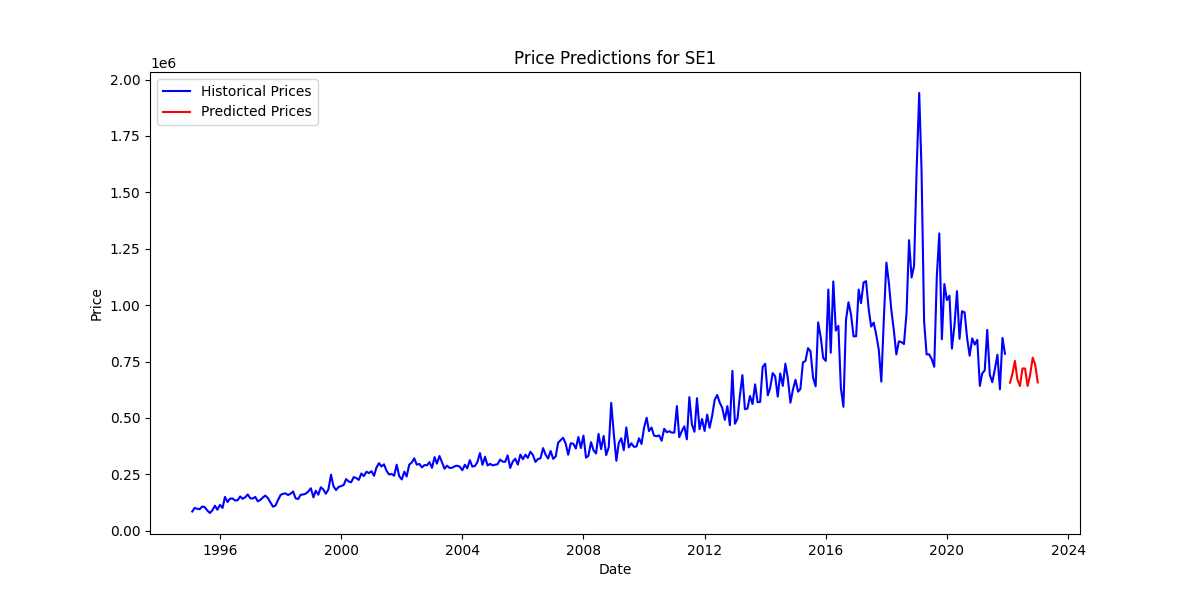 Price Predictions for SE1
1e6
Historical Prices
Predicted Prices
2.00
1.75
1.50
1.25
1.00
0.75
0.50
0.25
0.00
Price
1996 2000 2004 2008 2012 2016 2020 2024
Date